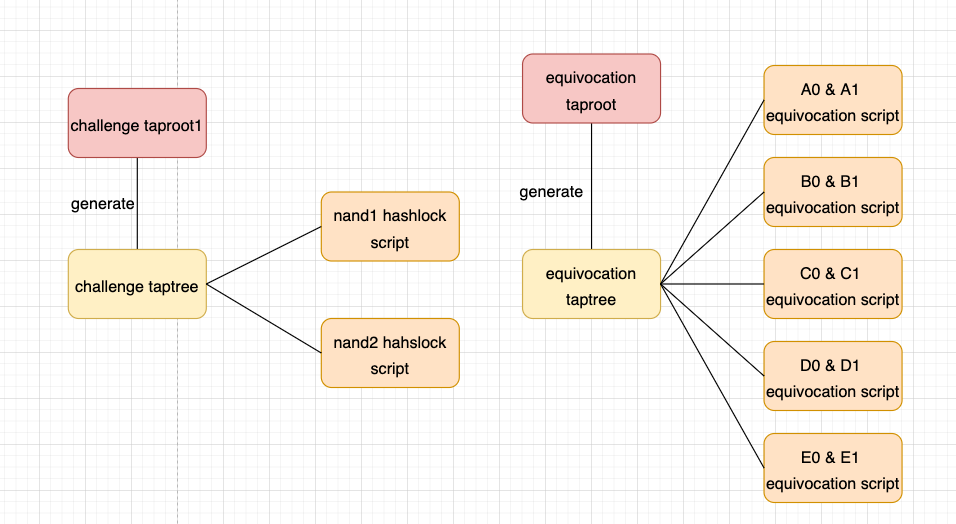 challenge taproot1
generate
challenge taptree
nand1 hashlock
script
nand2 hahslock
script
equivocation
taproot
generate
equivocation
taptree
A0 & A1
equivocation script
B0 & B1
equivocation script
C0 & C1
equivocation script
D0 & D1
equivocation script
E0 & E1
equivocation script